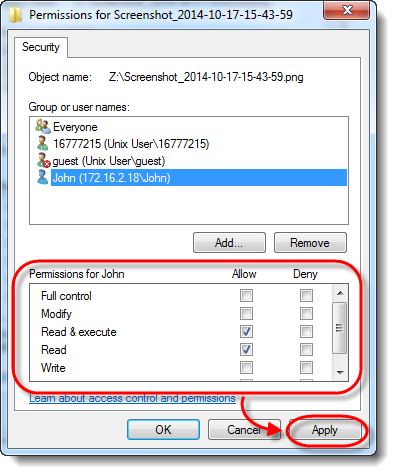 Permissions for Screenshot_2014-10-17-15-43-59
Security
Object name: Z:\Screenshot_2014-10-17-15-43-59.png
Group or user names:
Everyone
16777215 (Unix User\16777215)
guest (Unix User\guest)
John (172.16.2.18\John)
Add... Remove
Permissions for John Allow Deny
Full control
Modify
Read & execute
Read
Write
Learn about access control and permissions
OK Cancel Apply